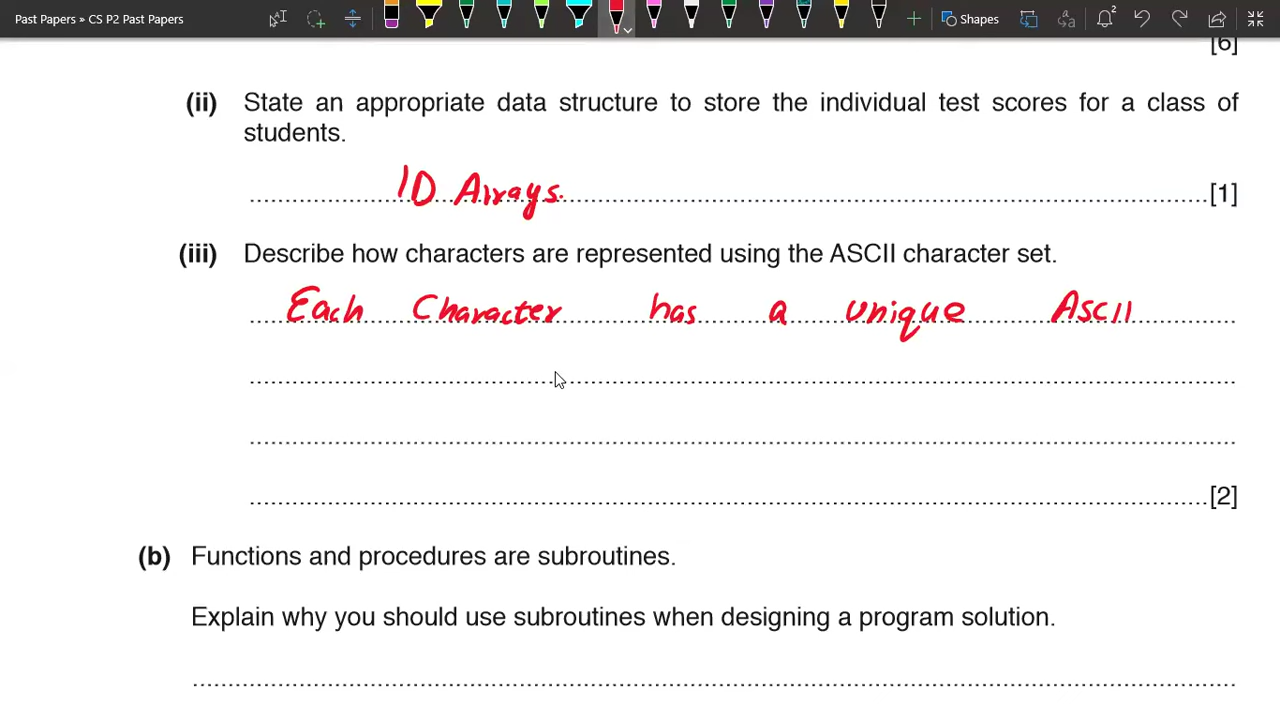 Past Papers » CS P2 Past Papers
Shapes
2
[6]
(ii) State an appropriate data structure to store the individual test scores for a class of
students.
1D Arrays. [1]
(iii) Describe how characters are represented using the ASCII character set.
Each Character has a unique Ascii
[2]
(b) Functions and procedures are subroutines.
Explain why you should use subroutines when designing a program solution.